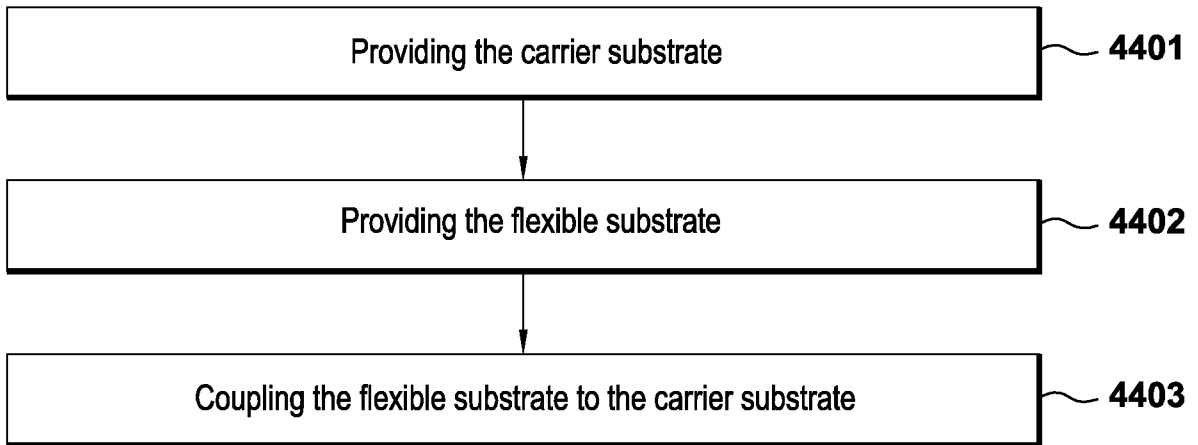 Providing the carrier substrate
4401
Providing the flexible substrate
4402
Coupling the flexible substrate to the carrier substrate
4403